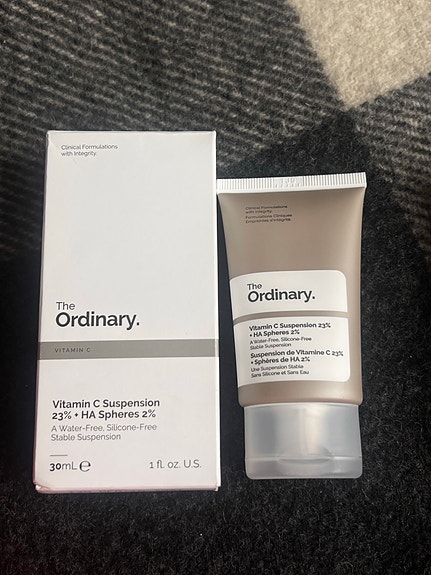 Clinical Formulations
with Integrity.
The
Ordinary.
VITAMIN C
Vitamin C Suspension
23% + HA Spheres 2%
A Water-Free, Silicone-Free
Stable Suspension
30mL ℮
1 fl. oz. U.S.
Clinical Formulations
with Integrity.
Formulations Cliniques
Empreintes d'Intégrité.
The
Ordinary.
Vitamin C Suspension 23%
+ HA Spheres 2%
A Water-Free, Silicone-Free
Stable Suspension
Suspension de Vitamine C 23%
+ Sphères de HA 2%
Une Suspension Stable
Sans Silicone et Sans Eau